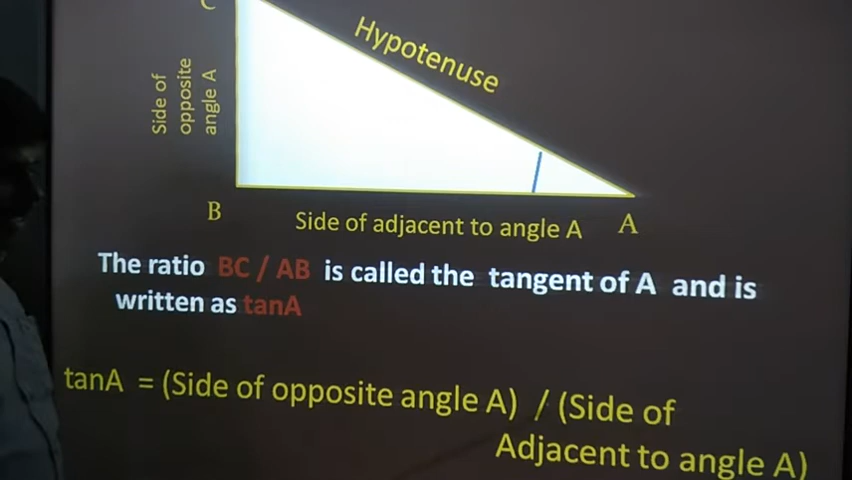 C
Hypotenuse
Side of
opposite
angle A
B
Side of adjacent to angle A
A
The ratio BC / AB is called the tangent of A and is
written as tanA
tanA = (Side of opposite angle A) / (Side of
Adjacent to angle A)